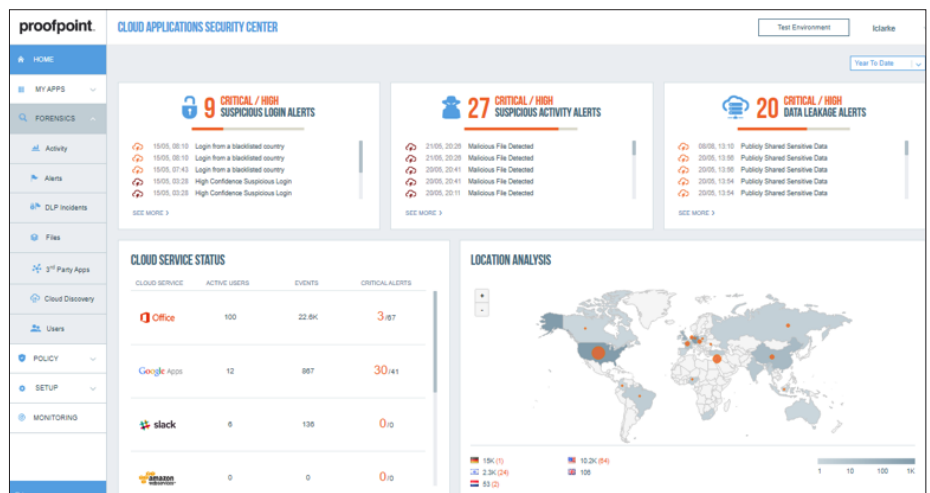 proofpoint.
CLOUD APPLICATIONS SECURITY CENTER
Test Environment
lclarke
HOME
MY APPS
FORENSICS
Activity
Alerts
DLP Incidents
Files
3rd Party Apps
Cloud Discovery
Users
POLICY
SETUP
MONITORING
Year To Date
9 CRITICAL / HIGH
SUSPICIOUS LOGIN ALERTS
15/05, 08:10 Login from a blacklisted country
15/05, 08:10 Login from a blacklisted country
15/05, 07:43 Login from a blacklisted country
15/05, 03:28 High Confidence Suspicious Login
15/05, 03:28 High Confidence Suspicious Login
SEE MORE >
27 CRITICAL / HIGH
SUSPICIOUS ACTIVITY ALERTS
21/05, 20:28 Malicious File Detected
21/05, 20:28 Malicious File Detected
20/05, 20:41 Malicious File Detected
20/05, 20:41 Malicious File Detected
20/05, 20:11 Malicious File Detected
SEE MORE >
20 CRITICAL / HIGH
DATA LEAKAGE ALERTS
08/08, 13:10 Publicly Shared Sensitive Data
20/05, 13:56 Publicly Shared Sensitive Data
20/05, 13:56 Publicly Shared Sensitive Data
20/05, 13:54 Publicly Shared Sensitive Data
20/05, 13:54 Publicly Shared Sensitive Data
SEE MORE >
CLOUD SERVICE STATUS
CLOUD SERVICE ACTIVE USERS EVENTS CRITICAL ALERTS
Office 100 22.6K 3/67
Google Apps 12 867 30/41
slack 6 136 0/0
amazon webservices 0 0 0/0
LOCATION ANALYSIS
+
-
15K (1) 10.2K (64)
2.3K (24) 106
53 (2)
1 10 100 1K